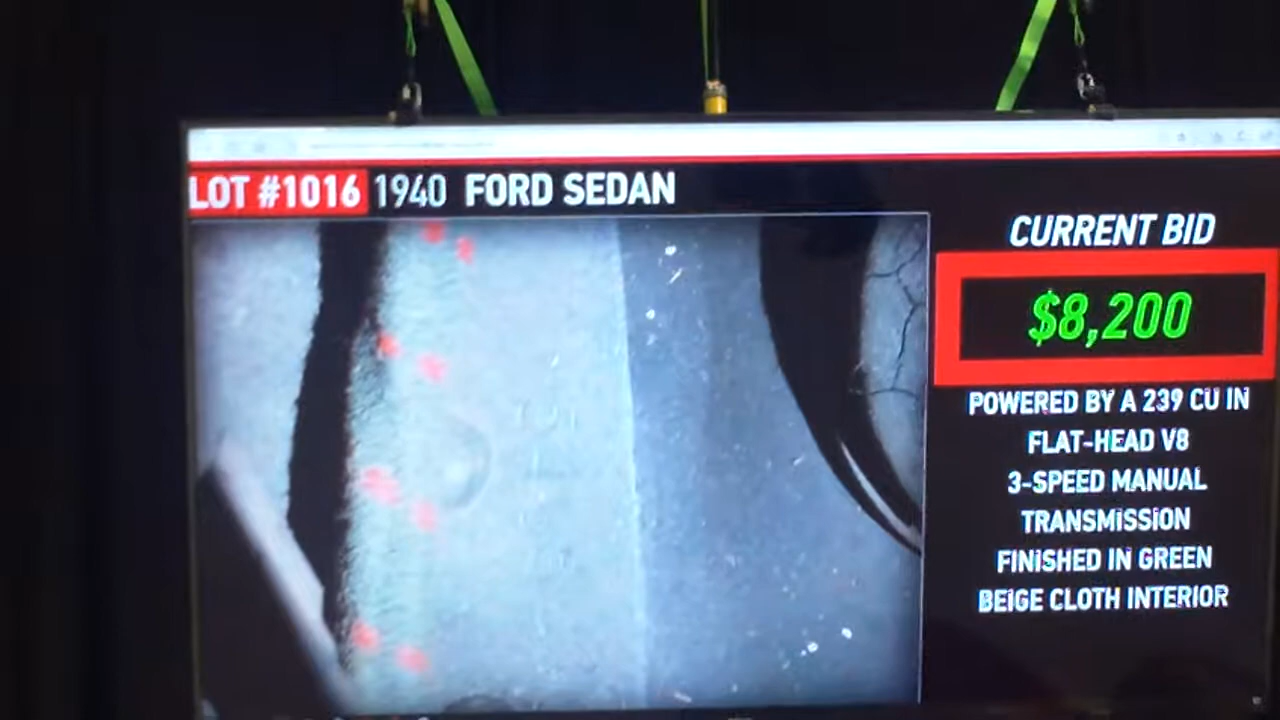 LOT #1016 1940 FORD SEDAN
CURRENT BID
$8,200
POWERED BY A 239 CU IN
FLAT-HEAD V8
3-SPEED MANUAL
TRANSMISSION
FINISHED IN GREEN
BEIGE CLOTH INTERIOR